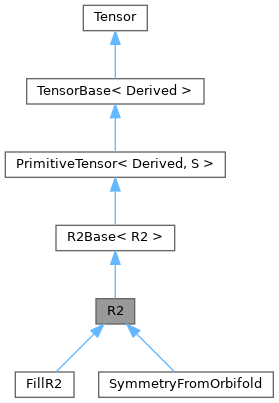 Tensor
TensorBase< Derived >
PrimitiveTensor< Derived, S >
R2Base< R2 >
R2
FillR2
SymmetryFromOrbifold